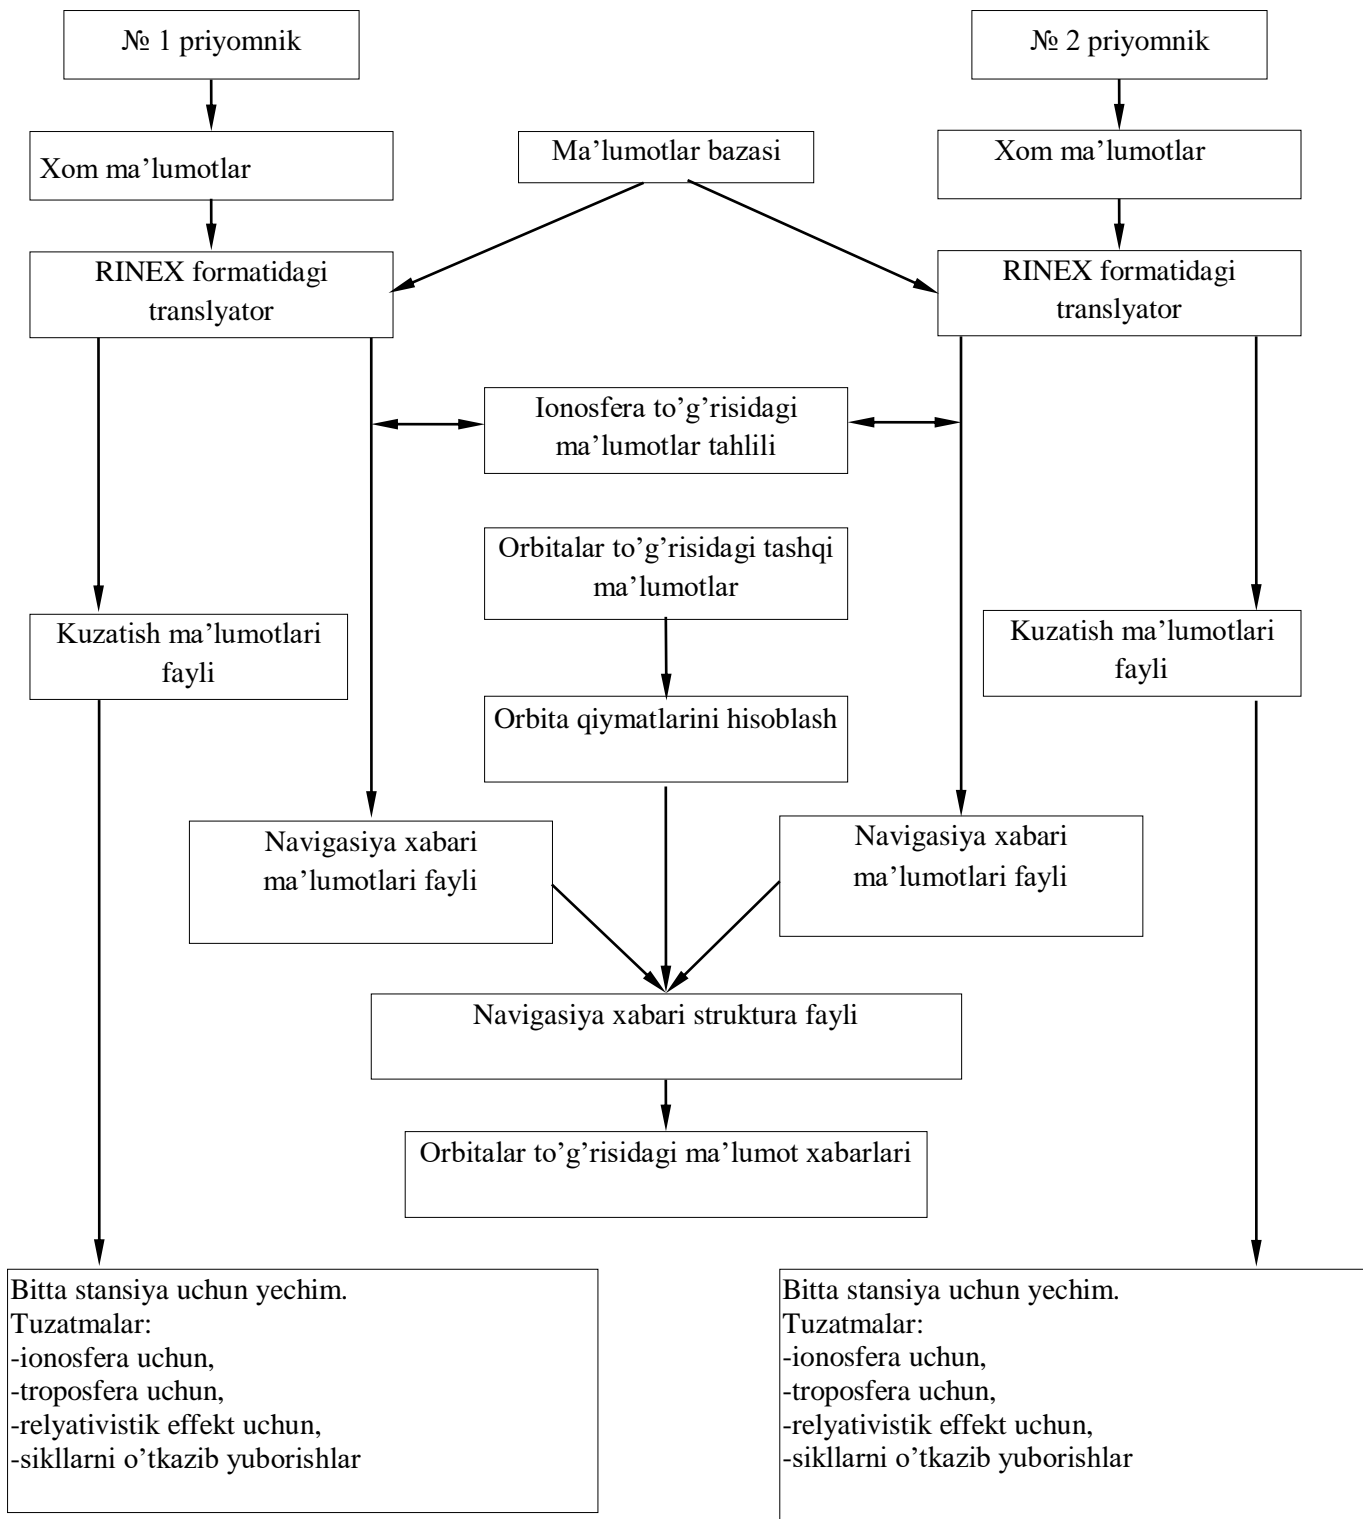 № 1 priyomnik
№ 2 priyomnik
Xom ma’lumotlar
Ma’lumotlar bazasi
Xom ma’lumotlar
RINEX formatidagi
translyator
RINEX formatidagi
translyator
Ionosfera to’g’risidagi
ma’lumotlar tahlili
Orbitalar to’g’risidagi tashqi
ma’lumotlar
Kuzatish ma’lumotlari
fayli
Kuzatish ma’lumotlari
fayli
Orbita qiymatlarini hisoblash
Navigasiya xabari
ma’lumotlari fayli
Navigasiya xabari
ma’lumotlari fayli
Navigasiya xabari struktura fayli
Orbitalar to’g’risidagi ma’lumot xabarlari
Bitta stansiya uchun yechim.
Tuzatmalar:
-ionosfera uchun,
-troposfera uchun,
-relyativistik effekt uchun,
-sikllarni o’tkazib yuborishlar
Bitta stansiya uchun yechim.
Tuzatmalar:
-ionosfera uchun,
-troposfera uchun,
-relyativistik effekt uchun,
-sikllarni o’tkazib yuborishlar